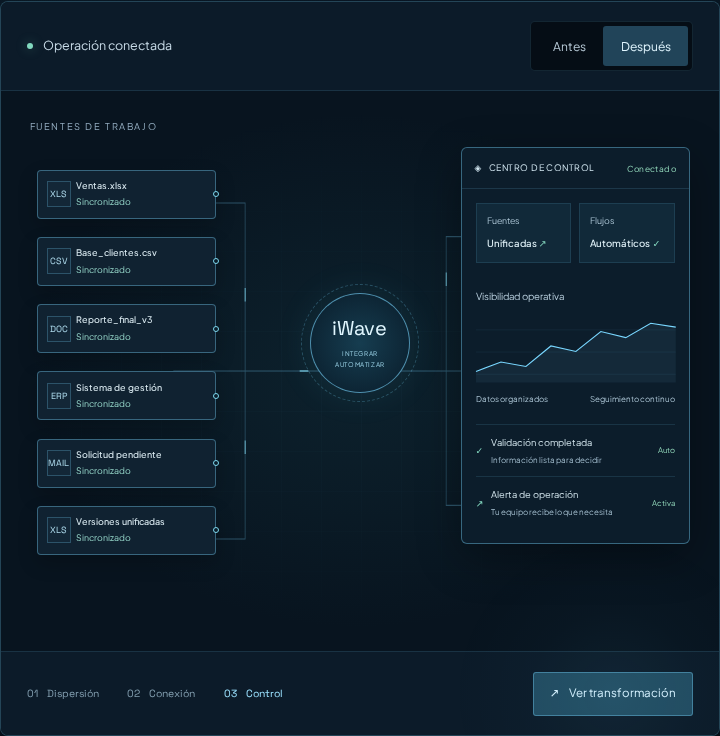 Operación conectada
Antes
Después
FUENTES DE TRABAJO
XLS
Ventas.xlsx
Sincronizado
CSV
Base_clientes.csv
Sincronizado
DOC
Reporte_final_v3
Sincronizado
ERP
Sistema de gestión
Sincronizado
MAIL
Solicitud pendiente
Sincronizado
XLS
Versiones unificadas
Sincronizado
iWave
INTEGRAR
AUTOMATIZAR
◈ CENTRO DE CONTROL
Conectado
Fuentes
Unificadas ↗
Flujos
Automáticos ✓
Visibilidad operativa
Datos organizados
Seguimiento continuo
✓ Validación completada
Información lista para decidir
Auto
↗ Alerta de operación
Tu equipo recibe lo que necesita
Activa
01 Dispersión
02 Conexión
03 Control
↗ Ver transformación